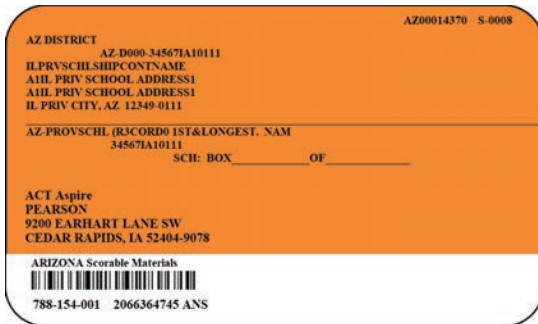 AZ00014370 S-0008
AZ DISTRICT
AZ-D000-34567IA10111
ILPRVSCHLSHIPCONTNAME
A1IL PRIV SCHOOL ADDRESS1
A1IL PRIV SCHOOL ADDRESS1
IL PRIV CITY, AZ 12349-0111
AZ-PROVSCHL (R3CORD0 1ST&LONGEST. NAM
34567IA10111
SCH: BOX____________OF______________
ACT Aspire
PEARSON
9200 EARHART LANE SW
CEDAR RAPIDS, IA 52404-9078
ARIZONA Scorable Materials
788-154-001 2066364745 ANS